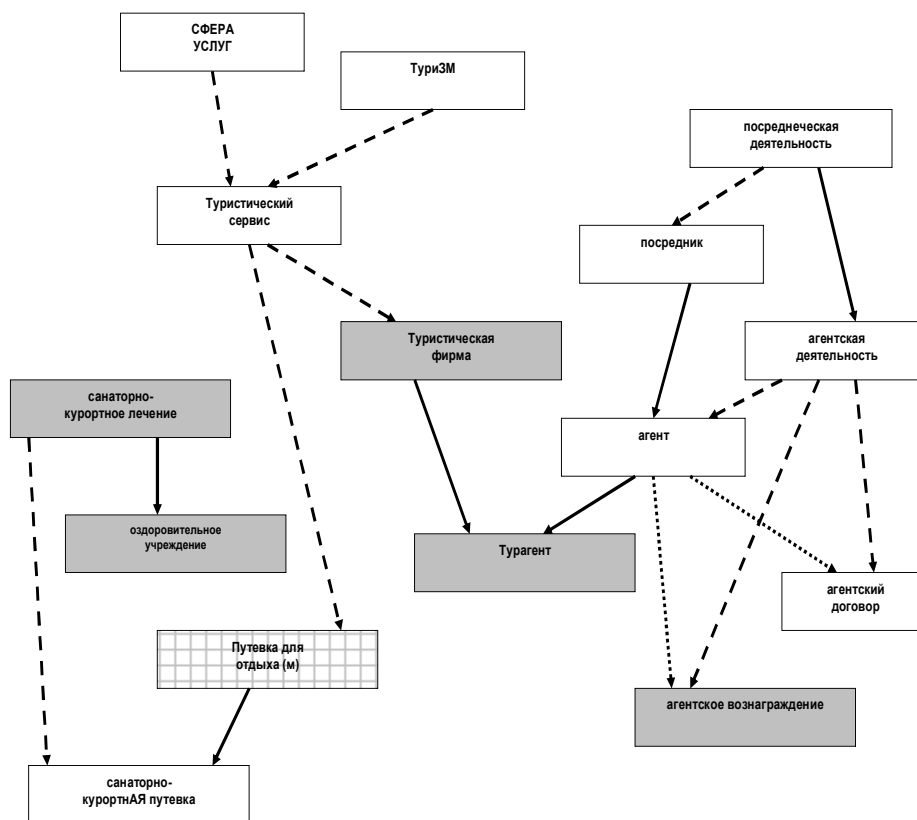 СФЕРА
УСЛУГ
ТуриЗМ
посреднеческая
деятельность
Туристический
сервис
посредник
Туристическая
фирма
агентская
деятельность
санаторно-
курортное лечение
агент
оздоровительное
учреждение
Турагент
агентский
договор
Путевка для
отдыха (м)
агентское вознаграждение
санаторно-
курортнАЯ путевка